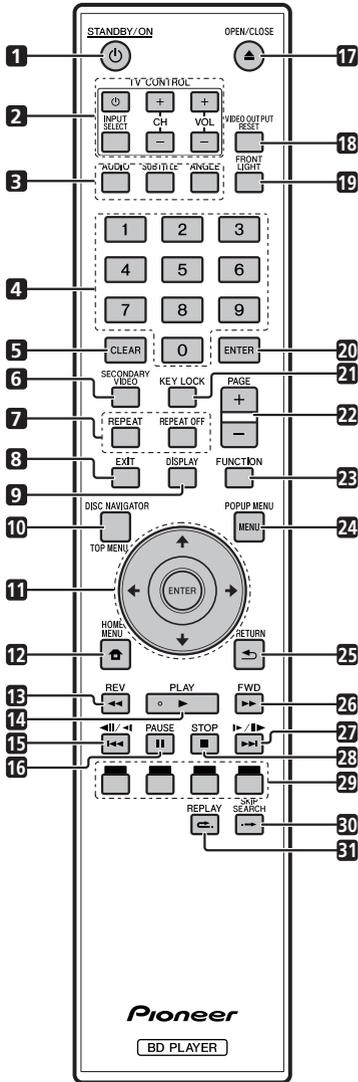 STANDBY/ON OPEN/CLOSE
1 17
TV CONTROL
2 INPUT SELECT + CH − + VOL − VIDEO OUTPUT RESET 18
3 AUDIO SUBTITLE ANGLE FRONT LIGHT 19
1 2 3
4 4 5 6
7 8 9
5 CLEAR 0 ENTER 20
6 SECONDARY VIDEO KEY LOCK 21 PAGE
7 REPEAT REPEAT OFF + − 22
8 EXIT DISPLAY FUNCTION 23
9
10 DISC NAVIGATOR POPUP MENU
TOP MENU MENU 24
11 ENTER
HOME MENU RETURN
12 25
13 REV PLAY FWD 26
14
15 PAUSE STOP 27
16 28
29
REPLAY SKIP SEARCH 30
31
Pioneer
BD PLAYER